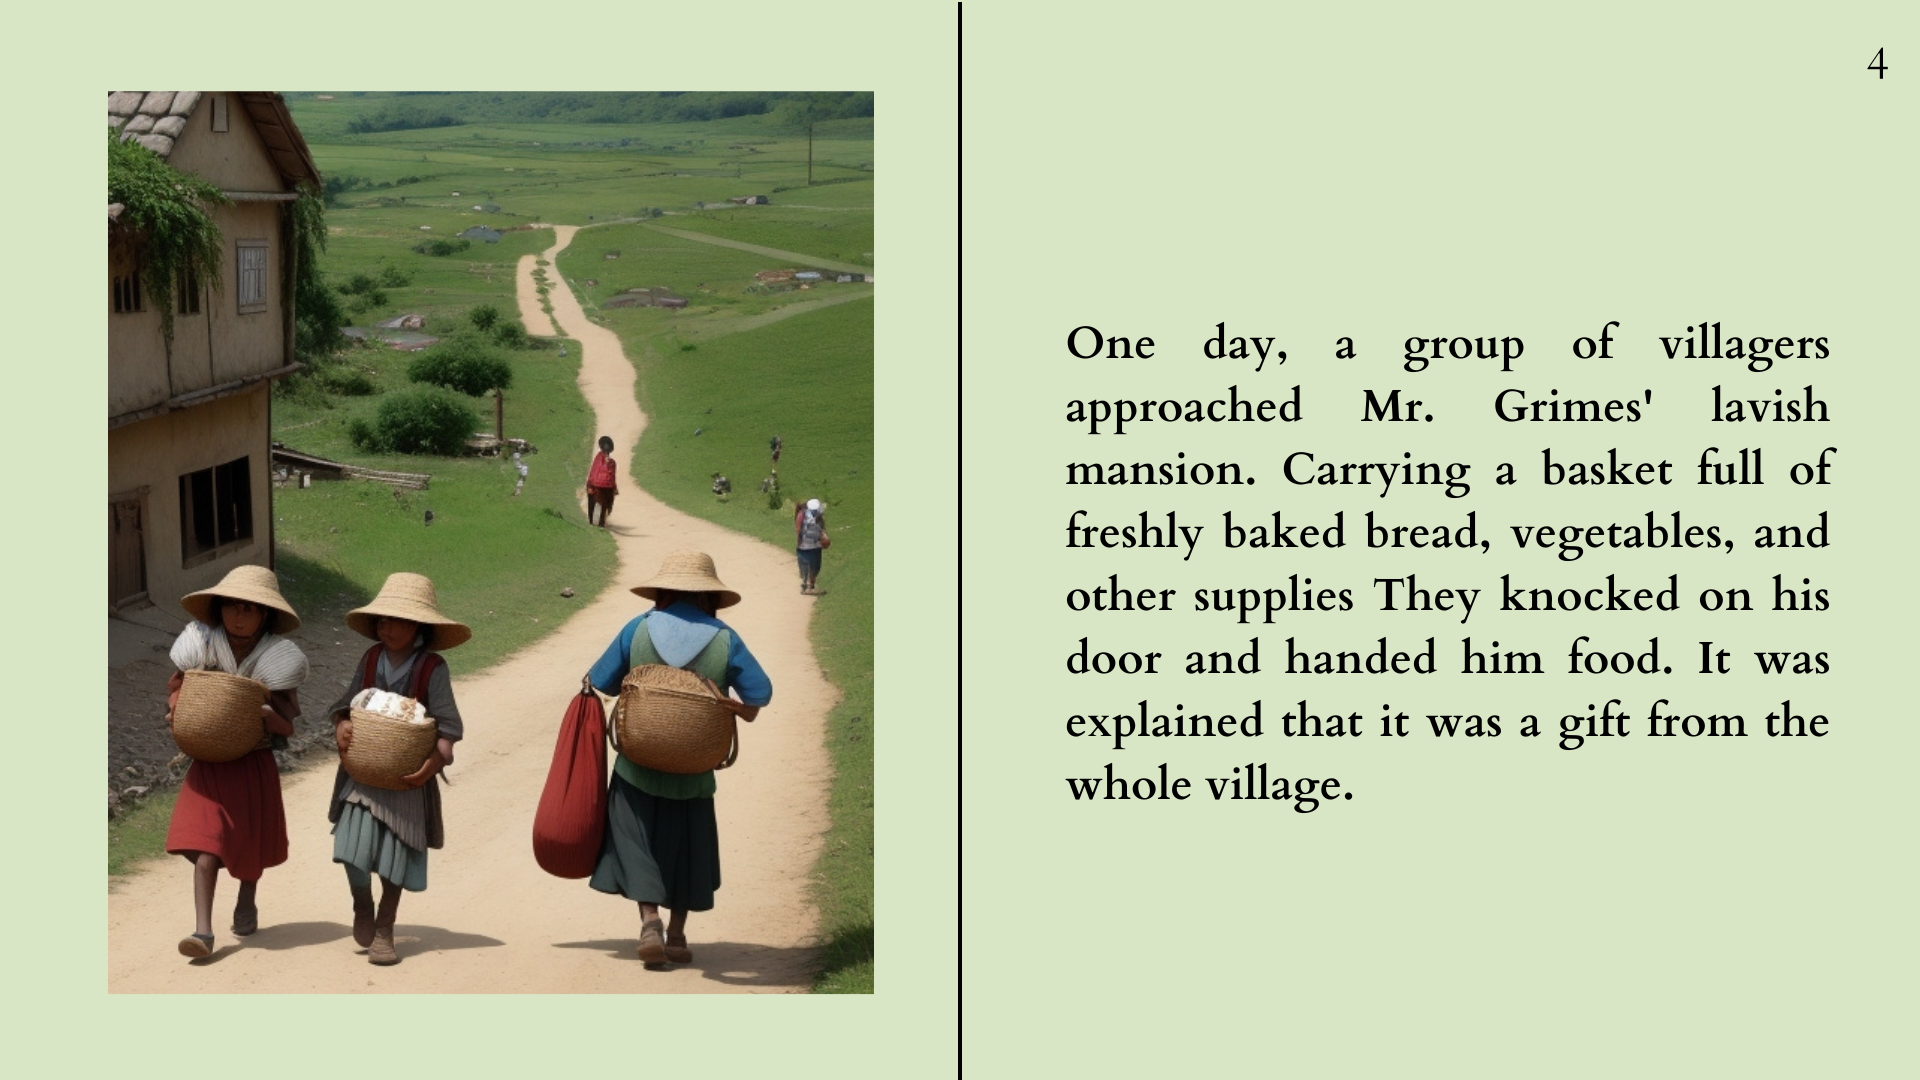 4
One day, a group of villagers
approached Mr. Grimes' lavish
mansion. Carrying a basket full of
freshly baked bread, vegetables, and
other supplies They knocked on his
door and handed him food. It was
explained that it was a gift from the
whole village.